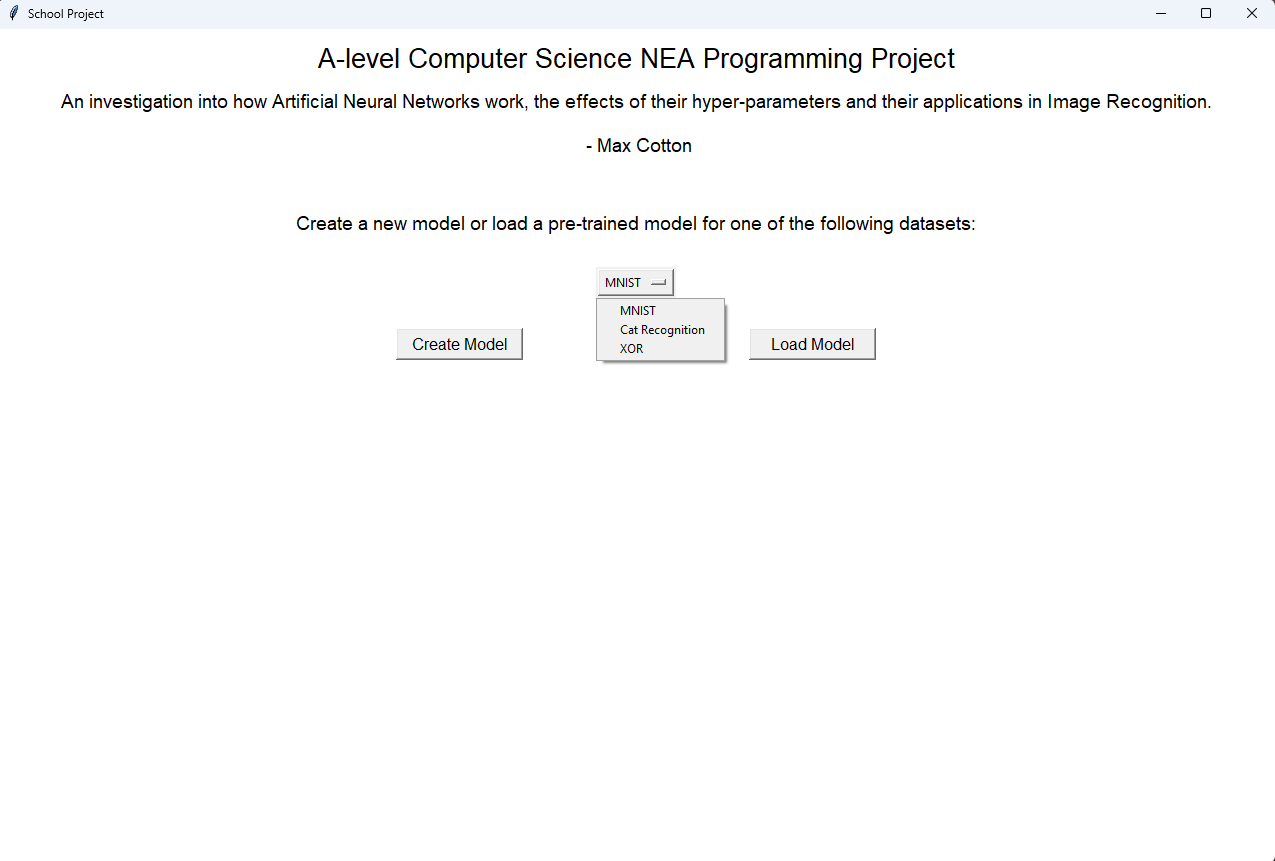 School Project
A-level Computer Science NEA Programming Project
An investigation into how Artificial Neural Networks work, the effects of their hyper-parameters and their applications in Image Recognition.
- Max Cotton
Create a new model or load a pre-trained model for one of the following datasets:
MNIST
MNIST
Cat Recognition
XOR
Create Model
Load Model